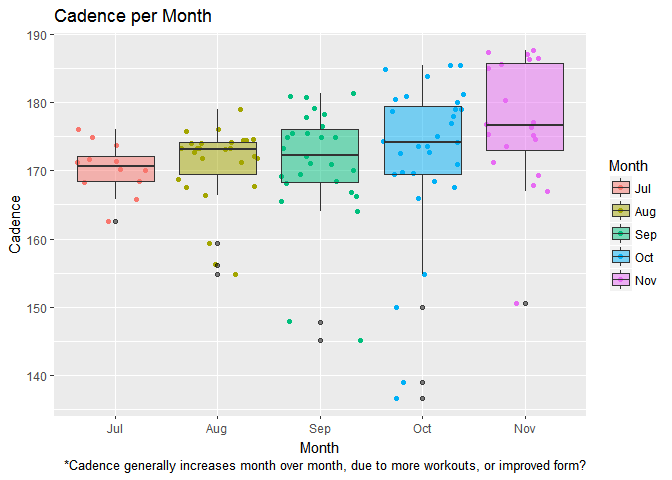 Cadence per Month
190
180
170
160
150
140
Cadence
Jul Aug Sep Oct Nov
Month
*Cadence generally increases month over month, due to more workouts, or improved form?
Month
Jul
Aug
Sep
Oct
Nov